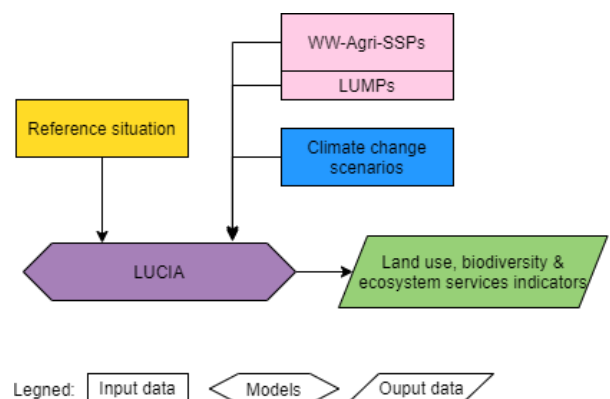 WW-Agri-SSPs
LUMPs
Reference situation
Climate change
scenarios
LUCIA
Land use, biodiversity &
ecosystem services indicators
Legned:
Input data
Models
Ouput data